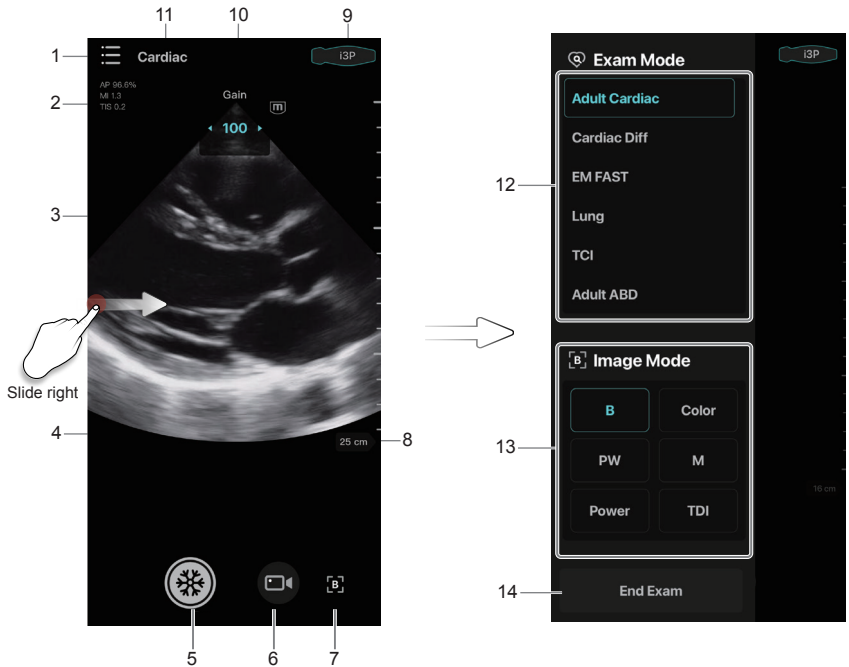 11
10
9
1
Cardiac
i3P
AP 96.6%
2
MI 1.3
TIS 0.2
Gain
m
100
3
Slide right
4
25 cm
8
B
5
6
7
Exam Mode
i3P
Adult Cardiac
Cardiac Diff
EM FAST
12
Lung
TCI
Adult ABD
B
Image Mode
B
Color
13
PW
M
16 cm
Power
TDI
14
End Exam